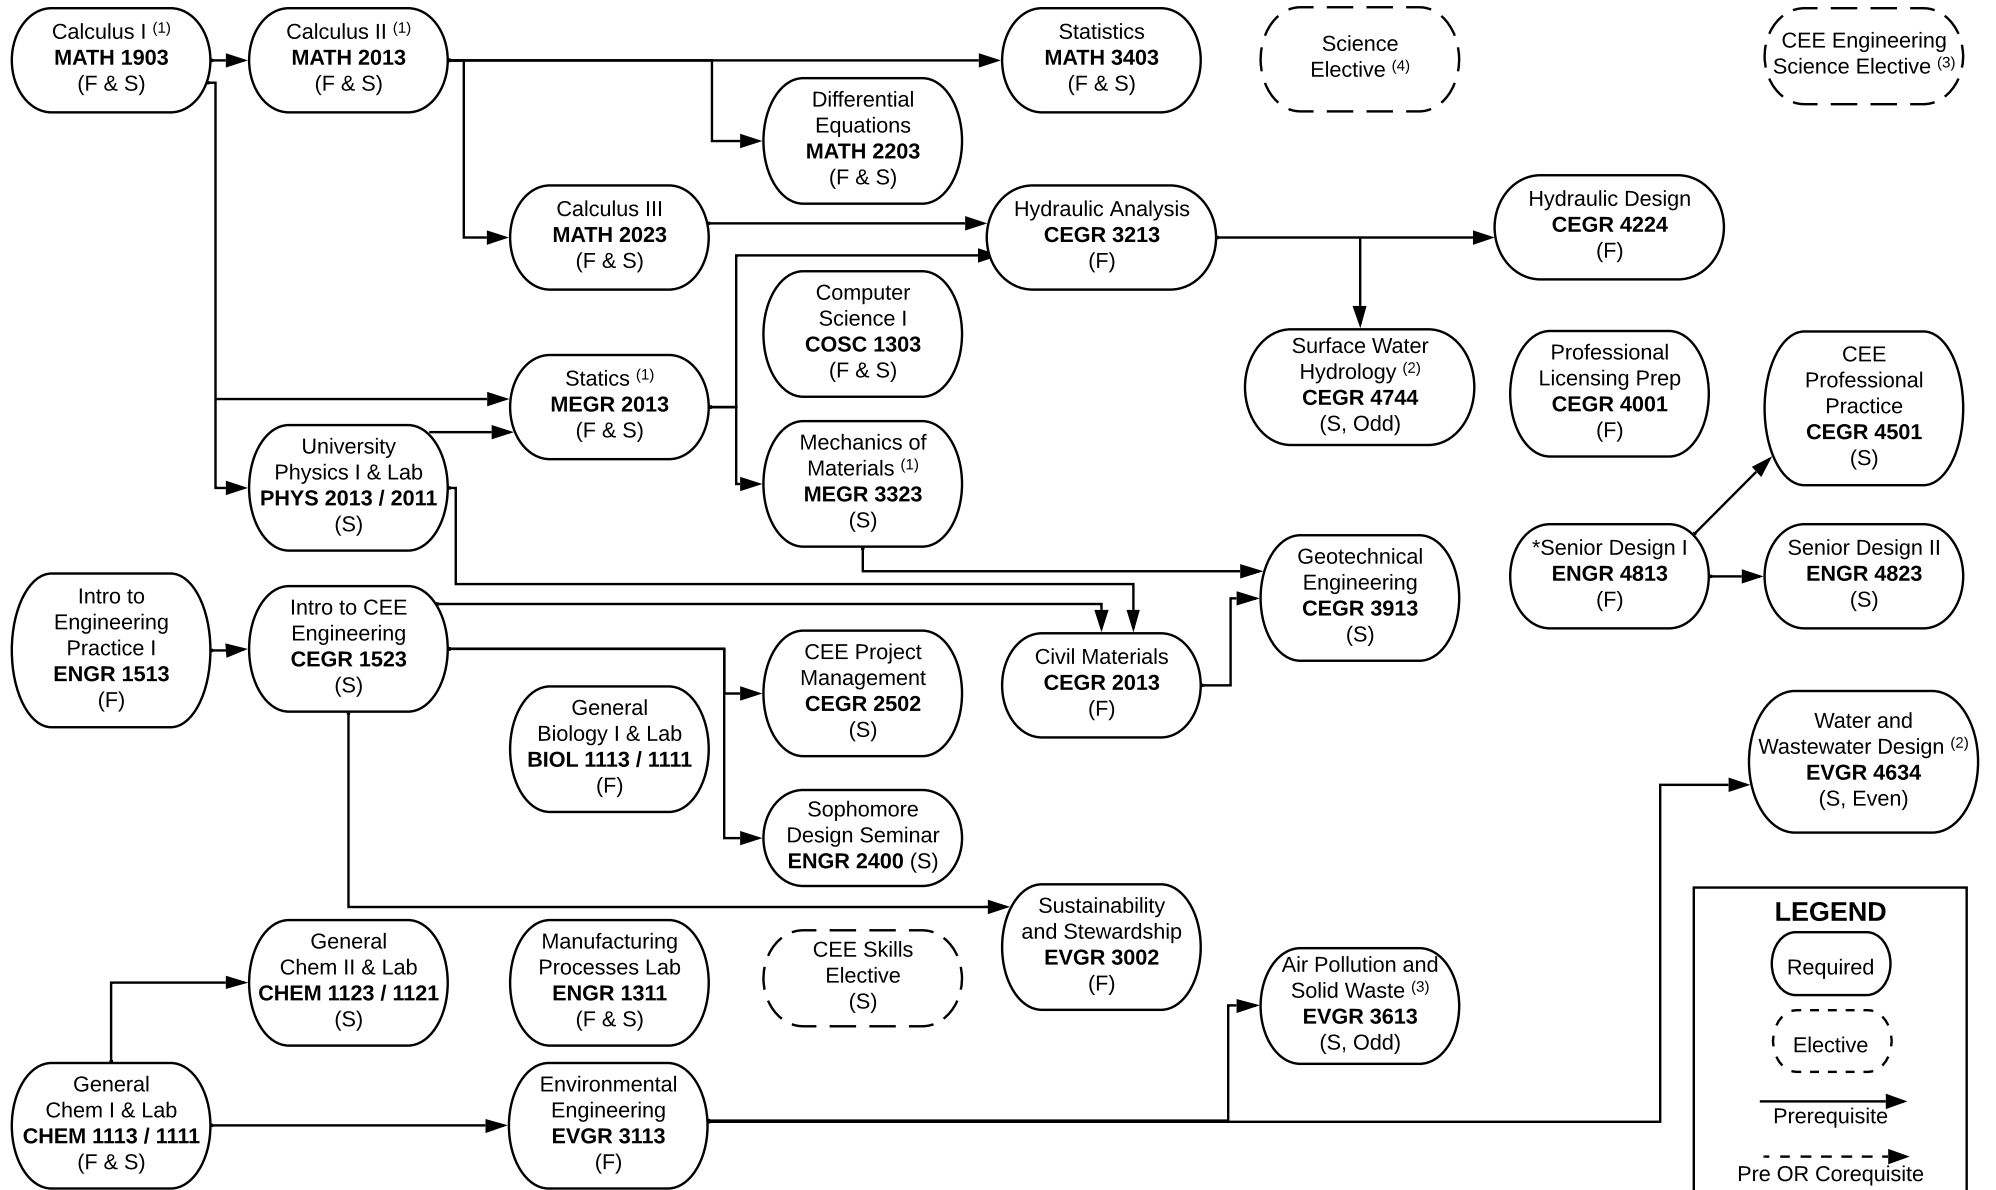 Calculus I (1)
MATH 1903
(F & S)
Calculus II (1)
MATH 2013
(F & S)
Statistics
MATH 3403
(F & S)
Science
Elective (4)
CEE Engineering
Science Elective (3)
Differential
Equations
MATH 2203
(F & S)
Calculus III
MATH 2023
(F & S)
Hydraulic Analysis
CEGR 3213
(F)
Hydraulic Design
CEGR 4224
(F)
Computer
Science I
COSC 1303
(F & S)
Surface Water
Hydrology (2)
CEGR 4744
(S, Odd)
Professional
Licensing Prep
CEGR 4001
(F)
CEE
Professional
Practice
CEGR 4501
(S)
Statics (1)
MEGR 2013
(F & S)
University
Physics I & Lab
PHYS 2013 / 2011
(S)
Mechanics of
Materials (1)
MEGR 3323
(S)
Geotechnical
Engineering
CEGR 3913
(S)
*Senior Design I
ENGR 4813
(F)
Senior Design II
ENGR 4823
(S)
Intro to
Engineering
Practice I
ENGR 1513
(F)
Intro to CEE
Engineering
CEGR 1523
(S)
CEE Project
Management
CEGR 2502
(S)
Civil Materials
CEGR 2013
(F)
General
Biology I & Lab
BIOL 1113 / 1111
(F)
Water and
Wastewater Design (2)
EVGR 4634
(S, Even)
Sophomore
Design Seminar
ENGR 2400 (S)
Sustainability
and Stewardship
EVGR 3002
(F)
General
Chem II & Lab
CHEM 1123 / 1121
(S)
Manufacturing
Processes Lab
ENGR 1311
(F & S)
CEE Skills
Elective
(S)
Air Pollution and
Solid Waste (3)
EVGR 3613
(S, Odd)
General
Chem I & Lab
CHEM 1113 / 1111
(F & S)
Environmental
Engineering
EVGR 3113
(F)
LEGEND
Required
Elective
Prerequisite
Pre OR Corequisite